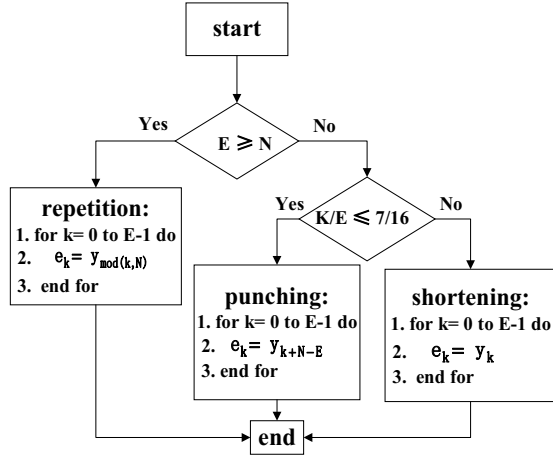 start
Yes
E ⩾ N
No
repetition:
1. for k= 0 to E-1 do
2. e_k= y_mod(k,N)
3. end for
Yes
K/E ⩽ 7/16
No
punching:
1. for k= 0 to E-1 do
2. e_k= y_k+N-E
3. end for
shortening:
1. for k= 0 to E-1 do
2. e_k= y_k
3. end for
end